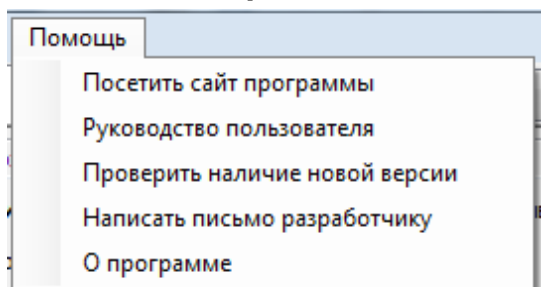 Помощь
Посетить сайт программы
Руководство пользователя
Проверить наличие новой версии
Написать письмо разработчику
О программе